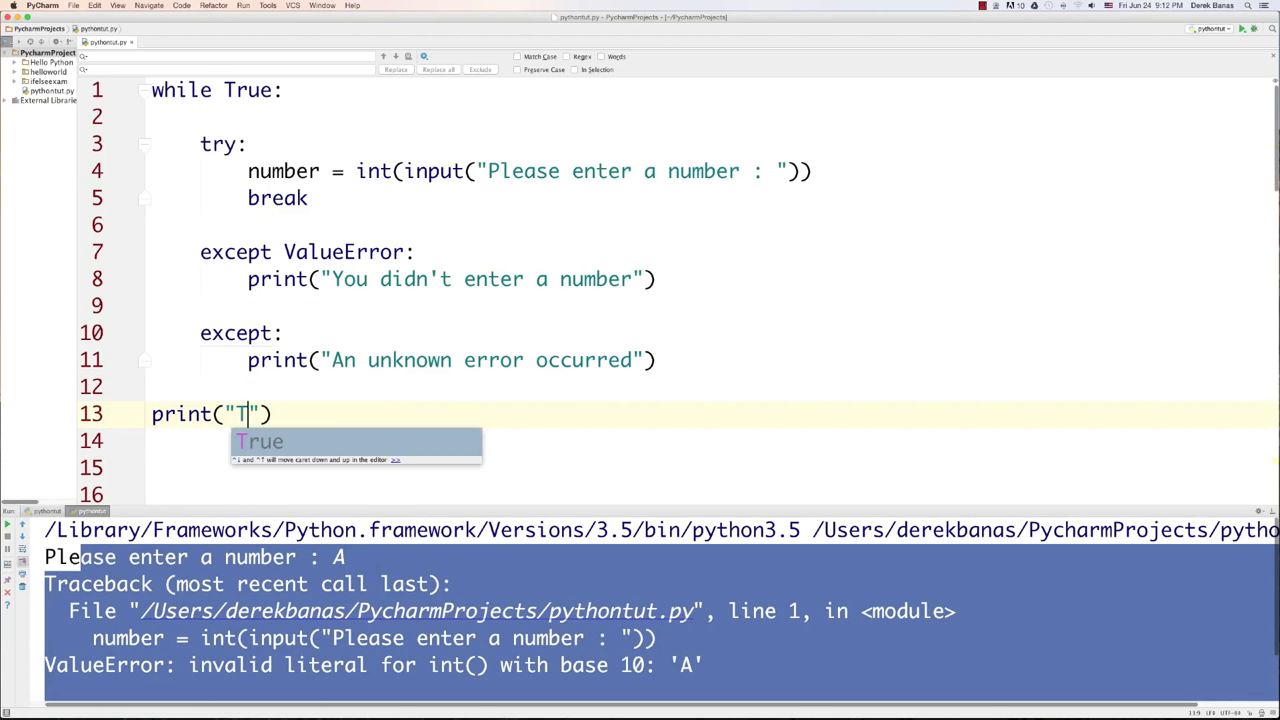 PyCharm File Edit View Navigate Code Refactor Run Tools VCS Window Help
Fri Jun 24 9:12 PM Derek Banas
pythontut.py - PycharmProjects - [~/PycharmProjects]
PycharmProjects pythontut.py
pythontut
pythontut.py
PycharmProject
Hello Python
helloworld
ifelseexam
pythontut.py
External Librarie
Match Case Regex Words
Replace Replace all Exclude Preserve Case In Selection
1 while True:
2
3 try:
4 number = int(input("Please enter a number : "))
5 break
6
7 except ValueError:
8 print("You didn't enter a number")
9
10 except:
11 print("An unknown error occurred")
12
13 print("T")
True
14
^↓ and ^↑ will move caret down and up in the editor >>
15
16
Run: pythontut pythontut
/Library/Frameworks/Python.framework/Versions/3.5/bin/python3.5 /Users/derekbanas/PycharmProjects/pytho
Please enter a number : A
Traceback (most recent call last):
File "/Users/derekbanas/PycharmProjects/pythontut.py", line 1, in <module>
number = int(input("Please enter a number : "))
ValueError: invalid literal for int() with base 10: 'A'